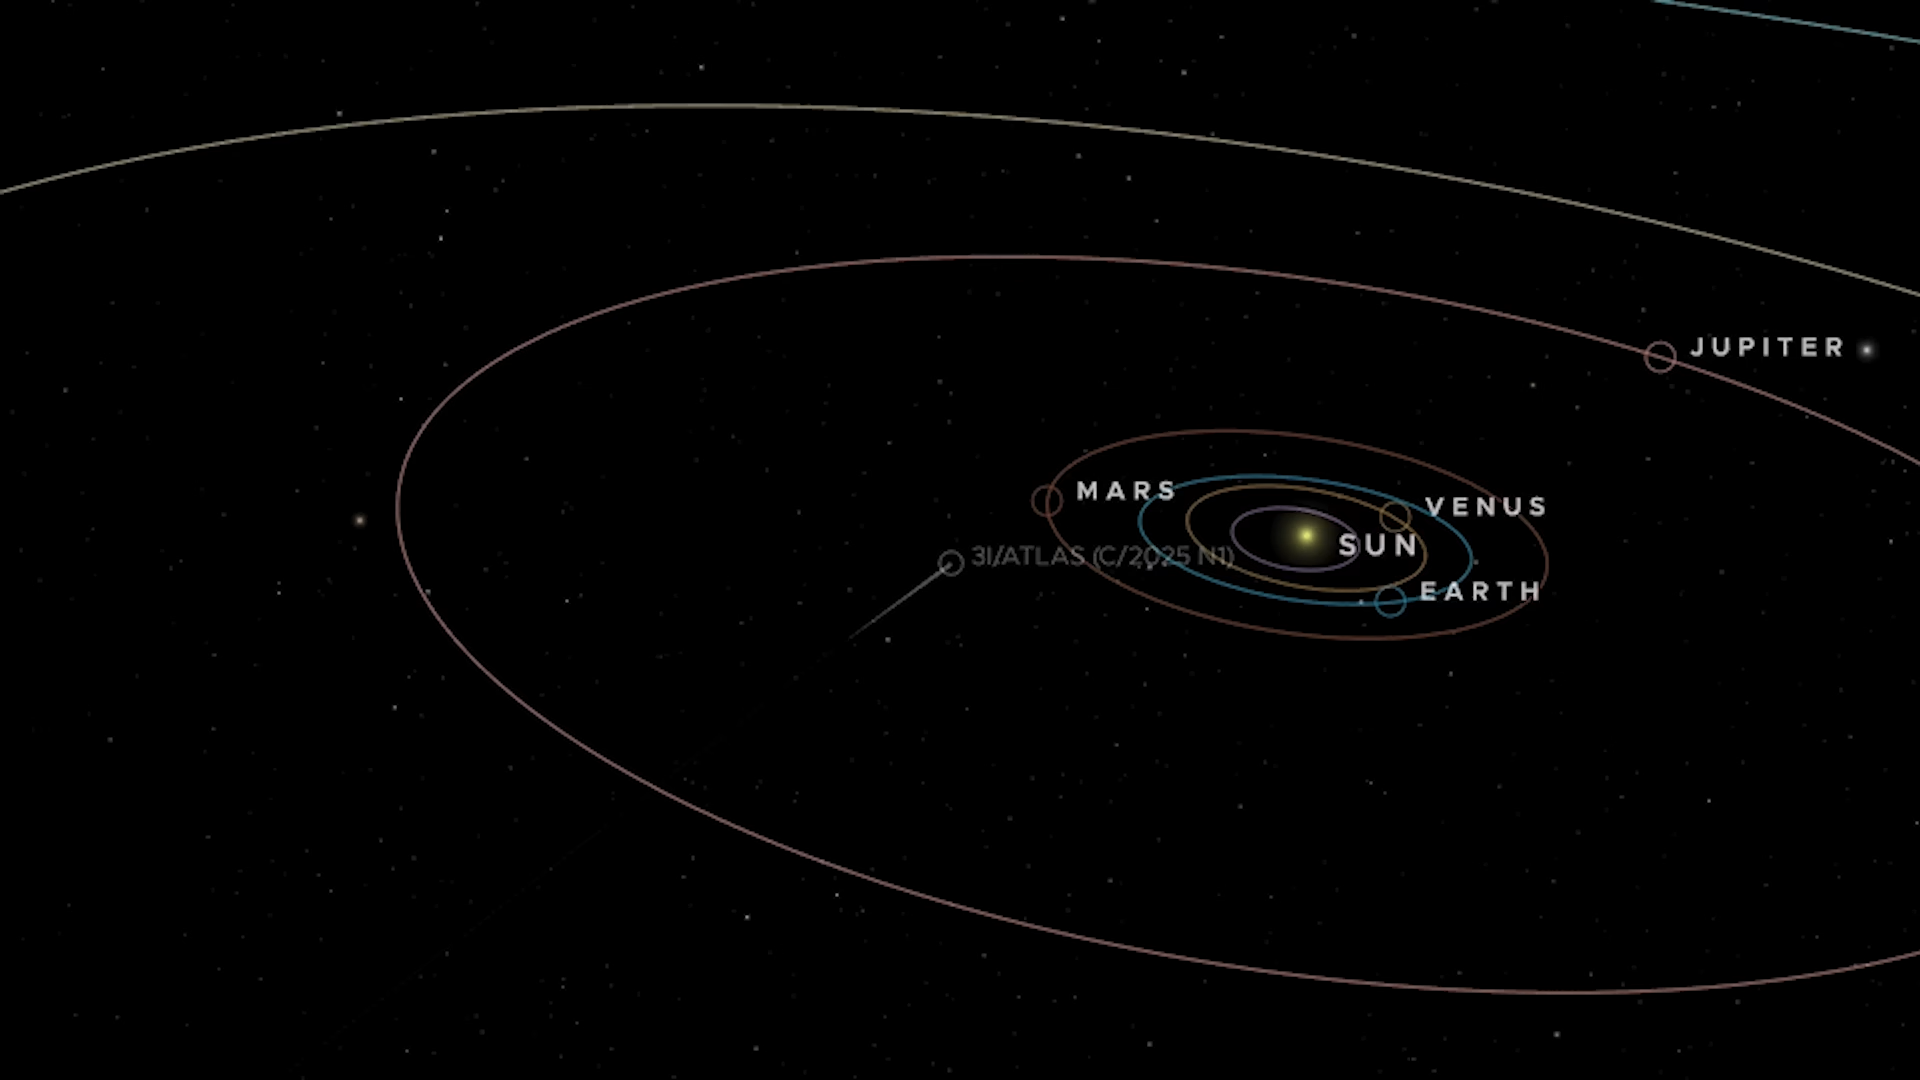 JUPITER
MARS
VENUS
SUN
3I/ATLAS (C/2025 N1)
EARTH